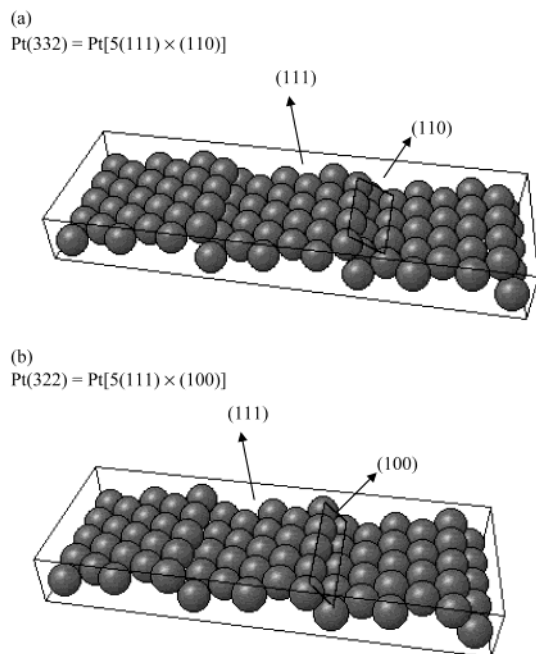 (a)
Pt(332) = Pt[5(111) × (110)]
(111)
(110)
(b)
Pt(322) = Pt[5(111) × (100)]
(111)
(100)